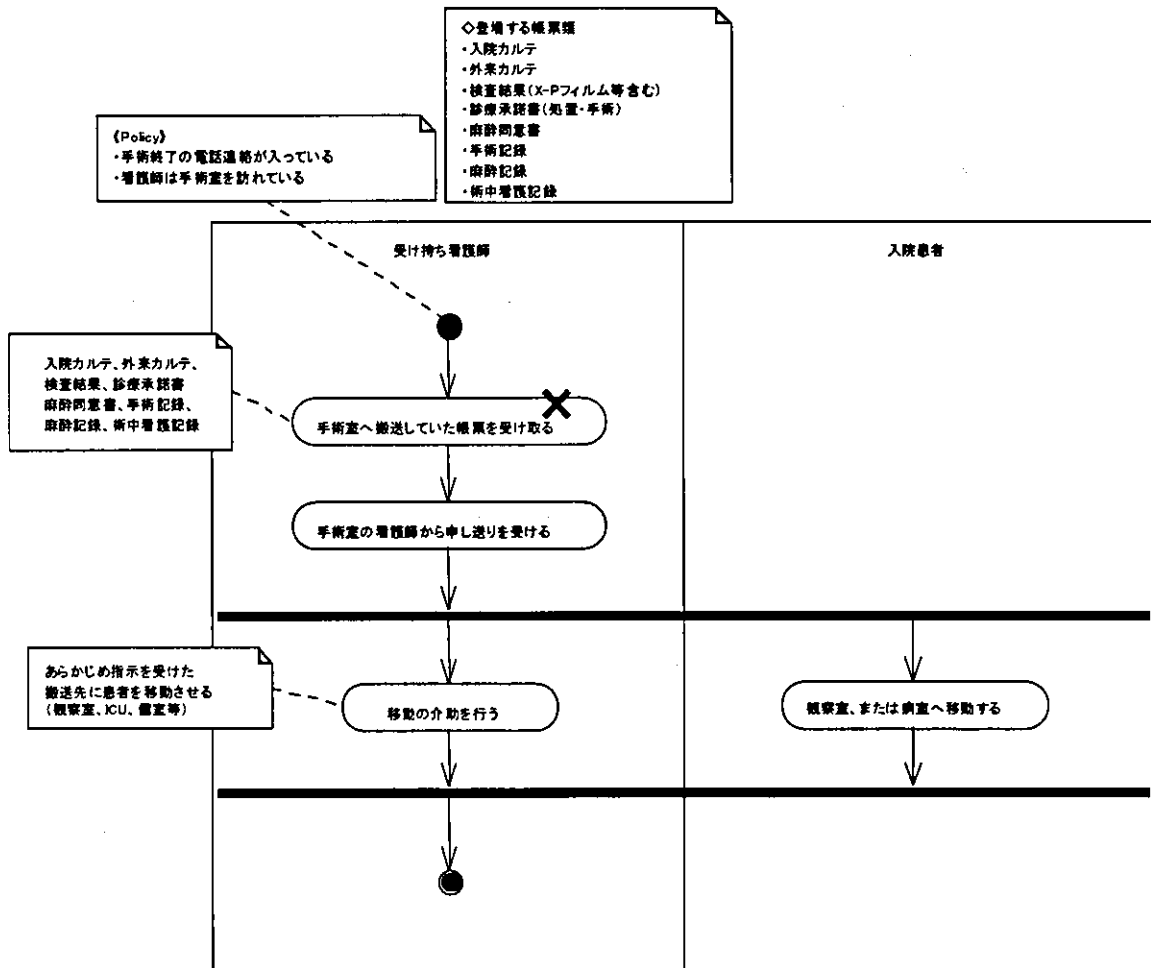 ◇登場する帳票類
・入院カルテ
・外来カルテ
・検査結果(X-Pフィルム等含む)
・診療承諾書(処置・手術)
・麻酔同意書
・手術記録
・麻酔記録
・術中看護記録
《Policy》
・手術終了の電話連絡が入っている
・看護師は手術室を訪れている
受け持ち看護師
入院患者
入院カルテ、外来カルテ、
検査結果、診療承諾書
麻酔同意書、手術記録、
麻酔記録、術中看護記録
手術室へ搬送していた帳票を受け取る
手術室の看護師から申し送りを受ける
あらかじめ指示を受けた
搬送先に患者を移動させる
(観察室、ICU、個室等)
移動の介助を行う
観察室、または病室へ移動する